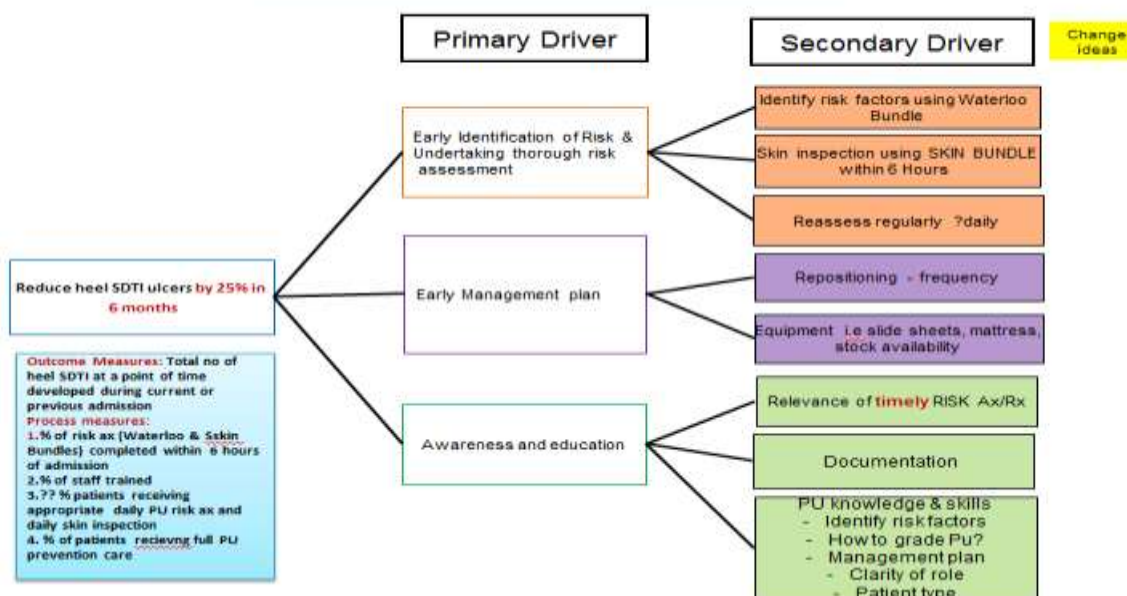 Primary Driver
Secondary Driver
Change
ideas
Reduce heel SDTI ulcers by 25% in
6 months
Outcome Measures: Total no of
heel SDTI at a point of time
developed during current or
previous admission
Process measures:
1.% of risk ax (Waterloo & Sskin
Bundles) completed within 6 hours
of admission
2.% of staff trained
3.?? % patients receiving
appropriate daily PU risk ax and
daily skin inspection
4. % of patients recievng full PU
prevention care
Early Identification of Risk &
Undertaking thorough risk
assessment
Early Management plan
Awareness and education
Identify risk factors using Waterloo
Bundle
Skin inspection using SKIN BUNDLE
within 6 Hours
Reassess regularly ?daily
Repositioning - frequency
Equipment i.e slide sheets, mattress,
stock availability
Relevance of timely RISK Ax/Rx
Documentation
PU knowledge & skills
- Identify risk factors
- How to grade Pu?
- Management plan
- Clarity of role
- Patient type